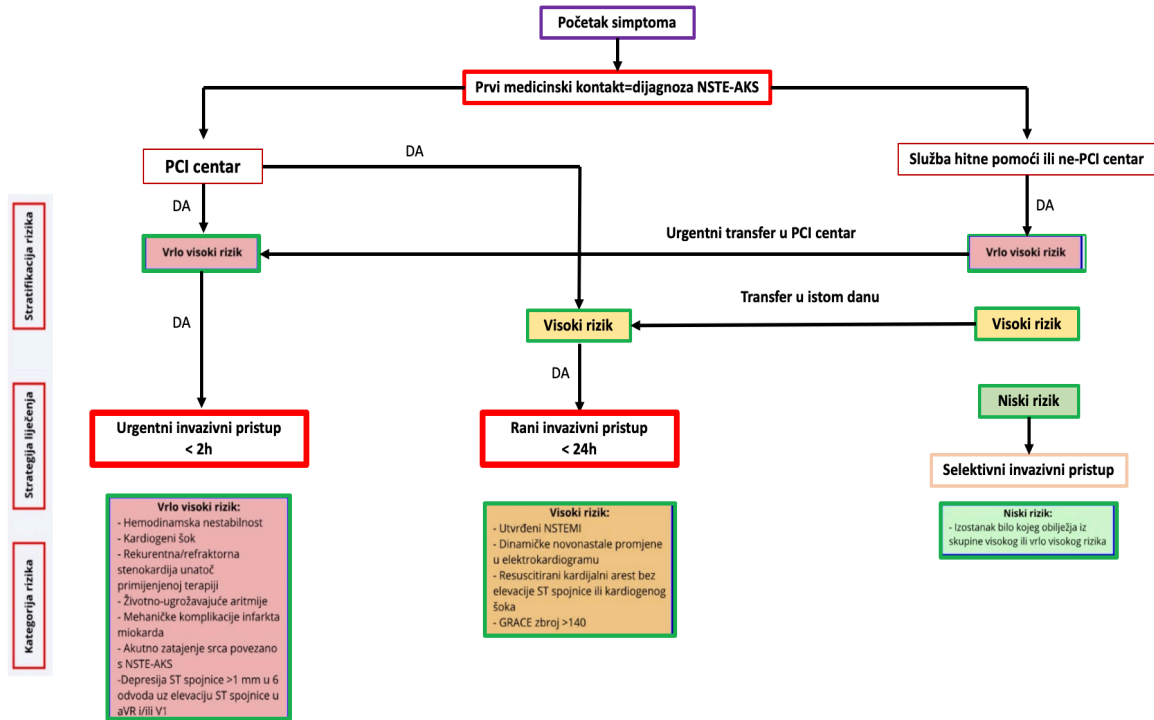 Početak simptoma
Prvi medicinski kontakt=dijagnoza NSTE-AKS
PCI centar
DA
Služba hitne pomoći ili ne-PCI centar
DA
DA
Stratifikacija rizika
Vrlo visoki rizik
Urgentni transfer u PCI centar
Vrlo visoki rizik
DA
Transfer u istom danu
Visoki rizik
Visoki rizik
DA
Strategija liječenja
Niski rizik
Urgentni invazivni pristup
< 2h
Rani invazivni pristup
< 24h
Selektivni invazivni pristup
Kategorija rizika
Vrlo visoki rizik:
- Hemodinamska nestabilnost
- Kardiogeni šok
- Rekurentna/refraktorna
stenokardija unatoč
primijenjenoj terapiji
- Životno-ugrožavajuće aritmije
- Mehaničke komplikacije infarkta
miokarda
- Akutno zatajenje srca povezano
s NSTE-AKS
-Depresija ST spojnice >1 mm u 6
odvoda uz elevaciju ST spojnice u
aVR i/ili V1
Visoki rizik:
- Utvrđeni NSTEMI
- Dinamičke novonastale promjene
u elektrokardiogramu
- Resuscitirani kardijalni arest bez
elevacije ST spojnice ili kardiogenog
šoka
- GRACE zbroj >140
Niski rizik:
- Izostanak bilo kojeg obilježja iz
skupine visokog ili vrlo visokog rizika